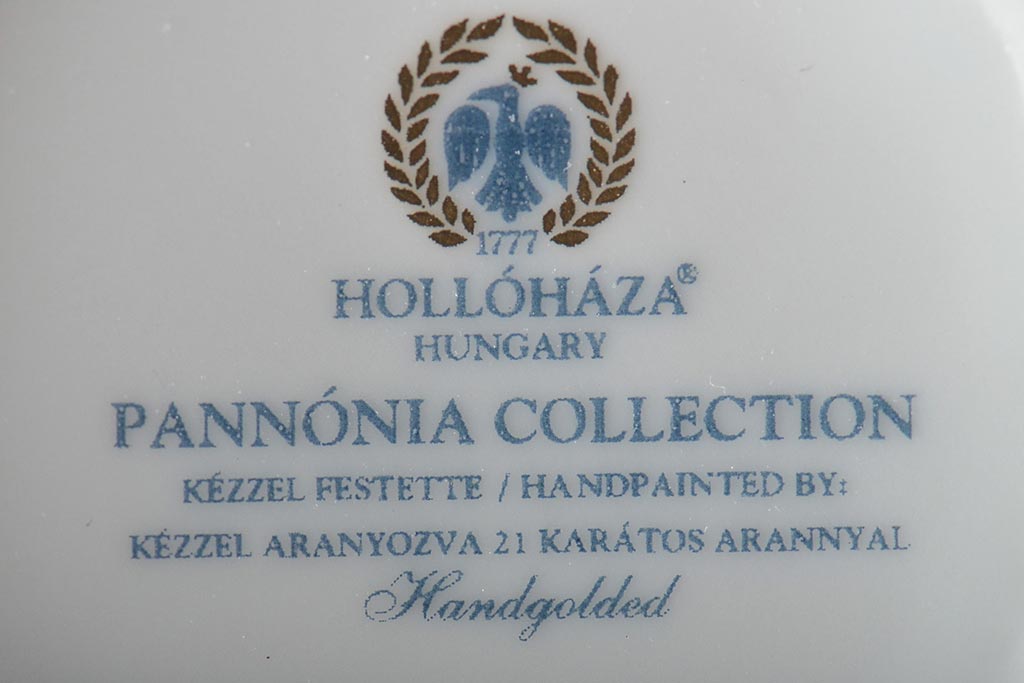 1777
HOLLÓHÁZA®
HUNGARY
PANNÓNIA COLLECTION
KÉZZEL FESTETTE / HANDPAINTED BY:
KÉZZEL ARANYOZVA 21 KARÁTOS ARANNYAL
Handgolded